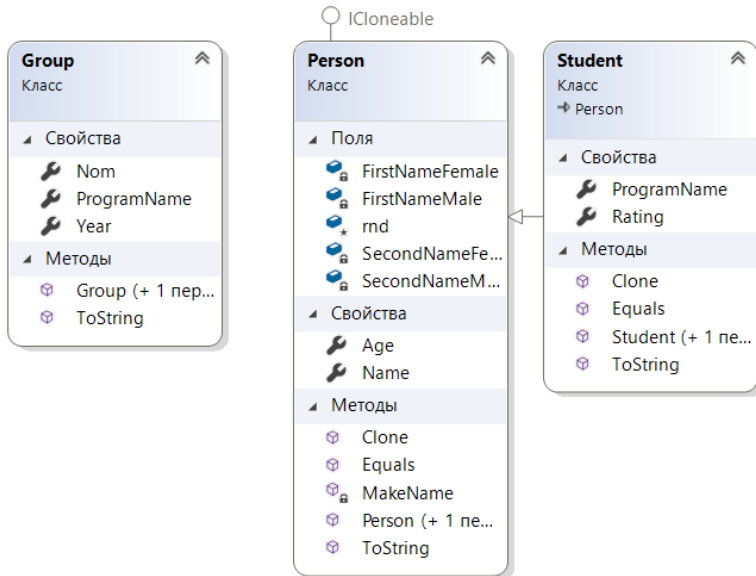 ICloneable
Group
Класс
Свойства
Nom
ProgramName
Year
Методы
Group (+ 1 пер...
ToString
Person
Класс
Поля
FirstNameFemale
FirstNameMale
rnd
SecondNameFe...
SecondNameM...
Свойства
Age
Name
Методы
Clone
Equals
MakeName
Person (+ 1 пе...
ToString
Student
Класс
Person
Свойства
ProgramName
Rating
Методы
Clone
Equals
Student (+ 1 пе...
ToString